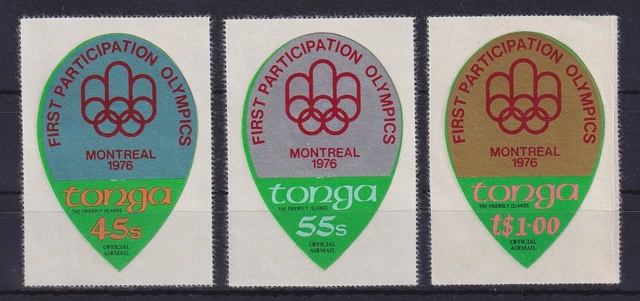 FIRST PARTICIPATION OLYMPICS
MONTREAL
1976
tonga
THE FRIENDLY ISLANDS
45s
OFFICIAL
AIRMAIL
FIRST PARTICIPATION OLYMPICS
MONTREAL
1976
tonga
THE FRIENDLY ISLANDS
55s
OFFICIAL
AIRMAIL
FIRST PARTICIPATION OLYMPICS
MONTREAL
1976
tonga
THE FRIENDLY ISLANDS
T$1·00
OFFICIAL
AIRMAIL